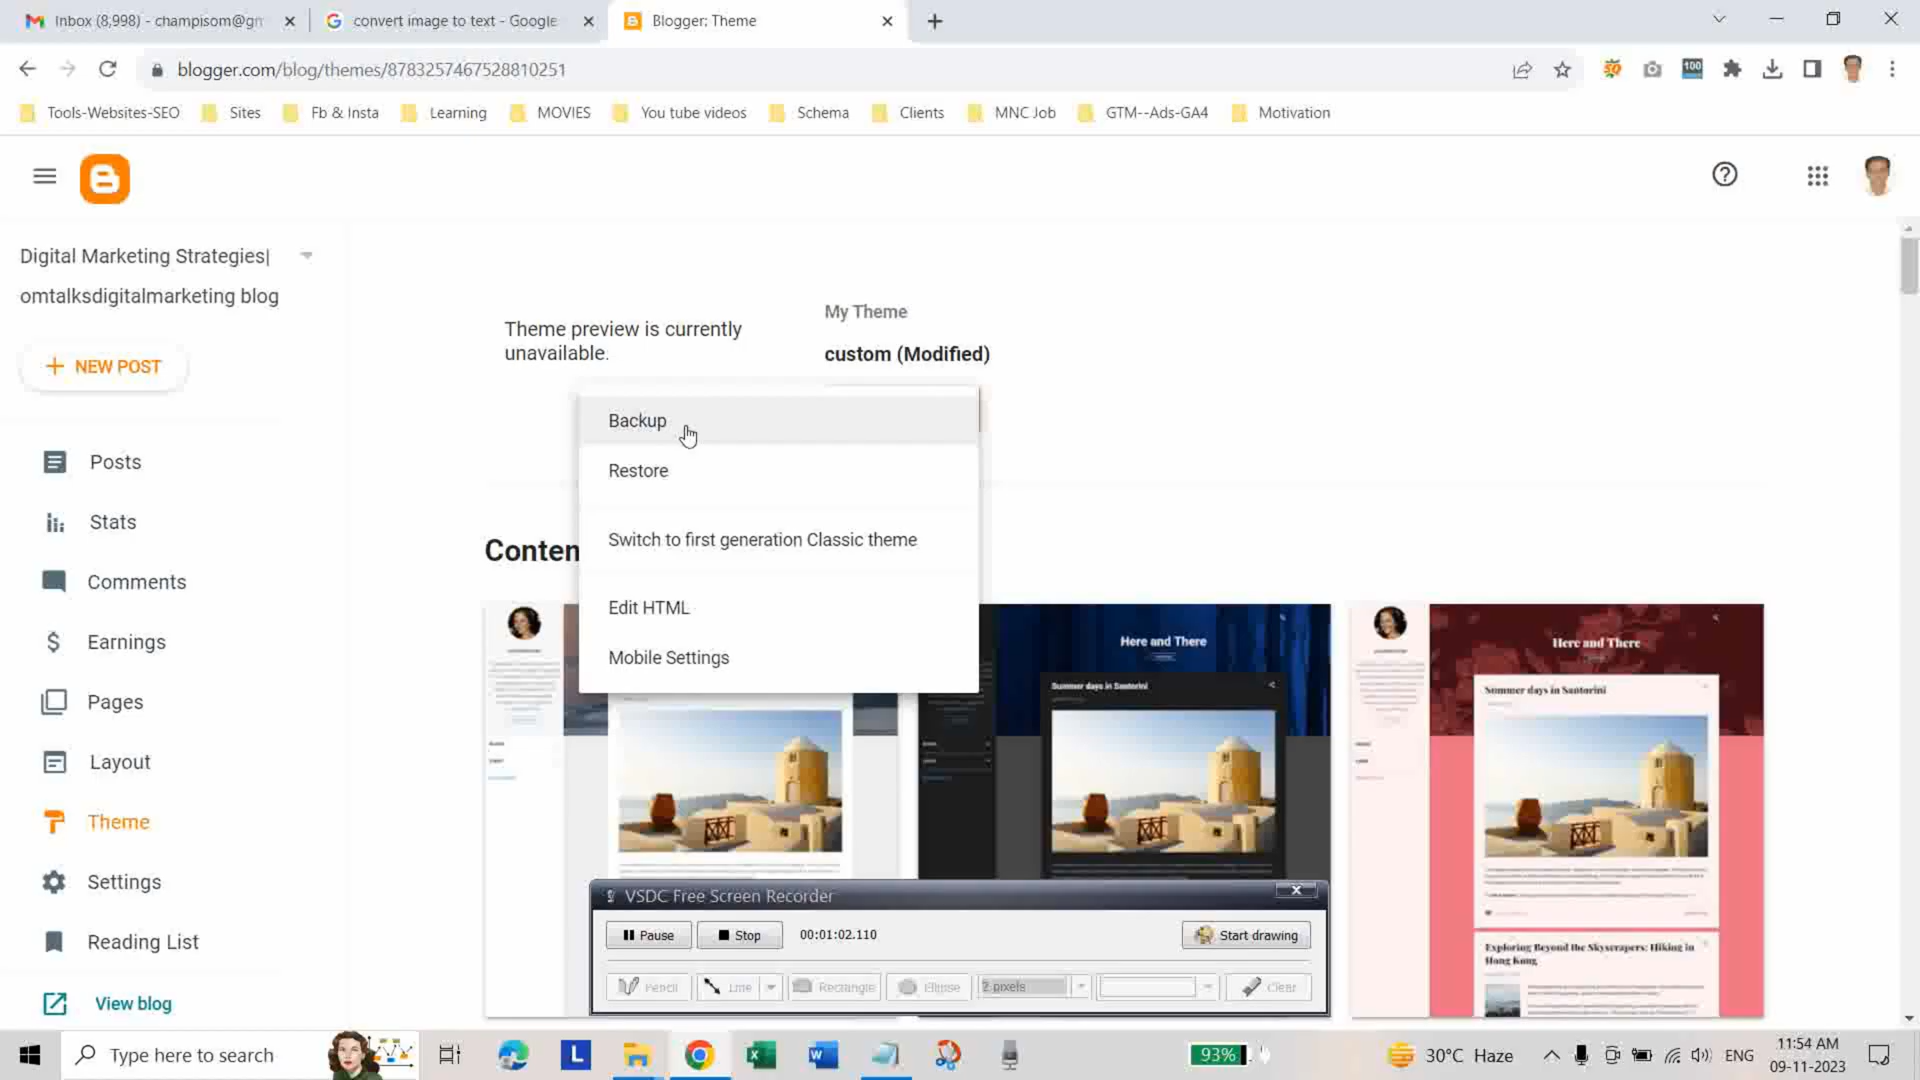 Inbox (8,998) - champisom@gm
convert image to text - Google
Blogger: Theme
blogger.com/blog/themes/8783257467528810251
100
Tools-Websites-SEO
Sites
Fb & Insta
Learning
MOVIES
You tube videos
Schema
Clients
MNC Job
GTM--Ads-GA4
Motivation
Digital Marketing Strategies|
omtalksdigitalmarketing blog
NEW POST
Posts
Stats
Comments
Earnings
Pages
Layout
Theme
Settings
Reading List
View blog
Theme preview is currently
unavailable.
My Theme
custom (Modified)
Backup
Restore
Switch to first generation Classic theme
Edit HTML
Mobile Settings
Conten
Here and There
Summer days in Santorini
Here and There
Summer days in Santorini
Exploring Beyond the Skyscrapers: Hiking in
Hong Kong
VSDC Free Screen Recorder
Pause
Stop
00:01:02.110
Start drawing
Pencil
Line
Rectangle
Ellipse
2 pixels
Clear
Type here to search
93%
30°C Haze
ENG
11:54 AM
09-11-2023